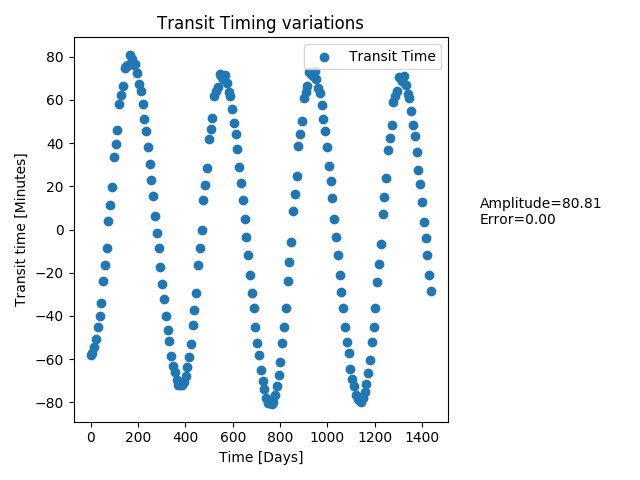 Transit Timing variations
Transit Time
Transit time [Minutes]
80
60
40
20
0
−20
−40
−60
−80
0 200 400 600 800 1000 1200 1400
Time [Days]
Amplitude=80.81
Error=0.00